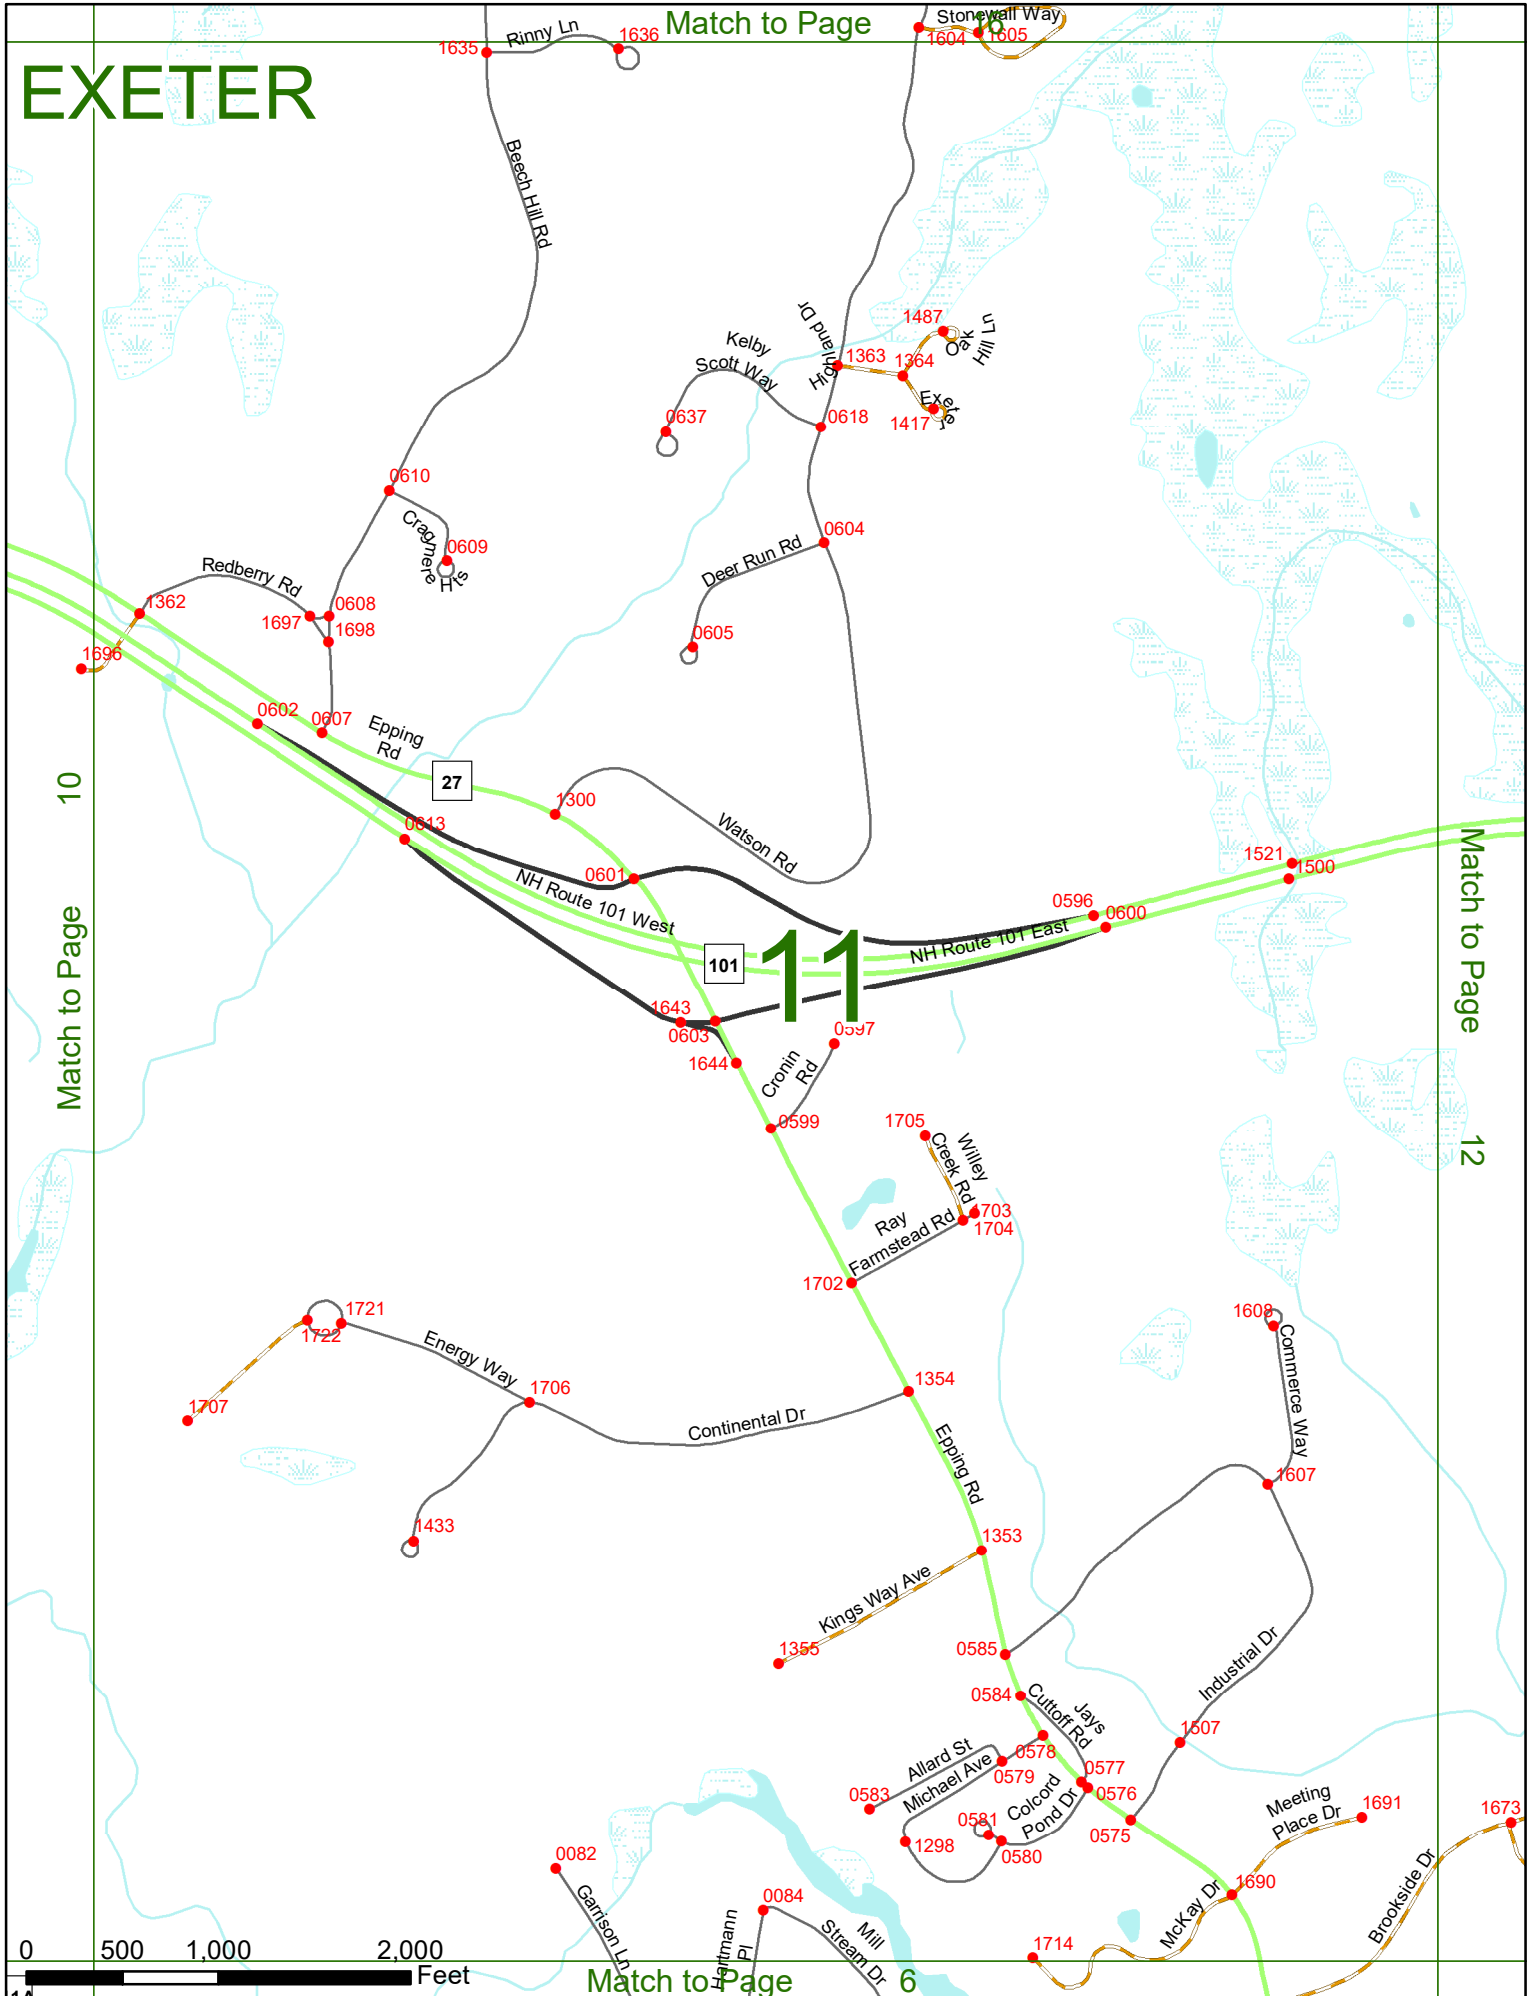 Match to Page
16
Stonewall Way
1604
1605
1635
Rinny Ln
1636
EXETER
Beech Hill Rd
Highland Dr
1487
Oak
Hill Ln
Kelby
Scott Way
1363
1364
Exeter
1417
0637
0618
0610
Cragmere Hts
0609
0604
Deer Run Rd
Redberry Rd
1362
1697
0608
1698
0605
1696
0602
0607
Epping
Rd
10
27
1300
0613
Watson Rd
0601
NH Route 101 West
1521
1500
0596
0600
NH Route 101 East
101
11
Match to Page
Match to Page
12
1643
0603
1644
0597
Cronin
Rd
0599
1705
Willey
Creek Rd
1703
1704
Ray
Farmstead Rd
1702
1721
1722
Energy Way
1706
1707
1354
Continental Dr
1608
Commerce Way
Epping Rd
1433
1607
1353
Kings Way Ave
1355
0585
Industrial Dr
0584
Jays
Cuttoff Rd
1507
0578
Allard St
0579
Michael Ave
0577
0576
0583
Colcord
Pond Dr
0581
0580
1298
0575
Meeting
Place Dr
1691
1673
0082
0084
1690
McKay Dr
Brookside Dr
Garrison Ln
Hartmann
Pl
Mill
Stream Dr
1714
0 500 1,000 2,000
Feet
Match to Page 6